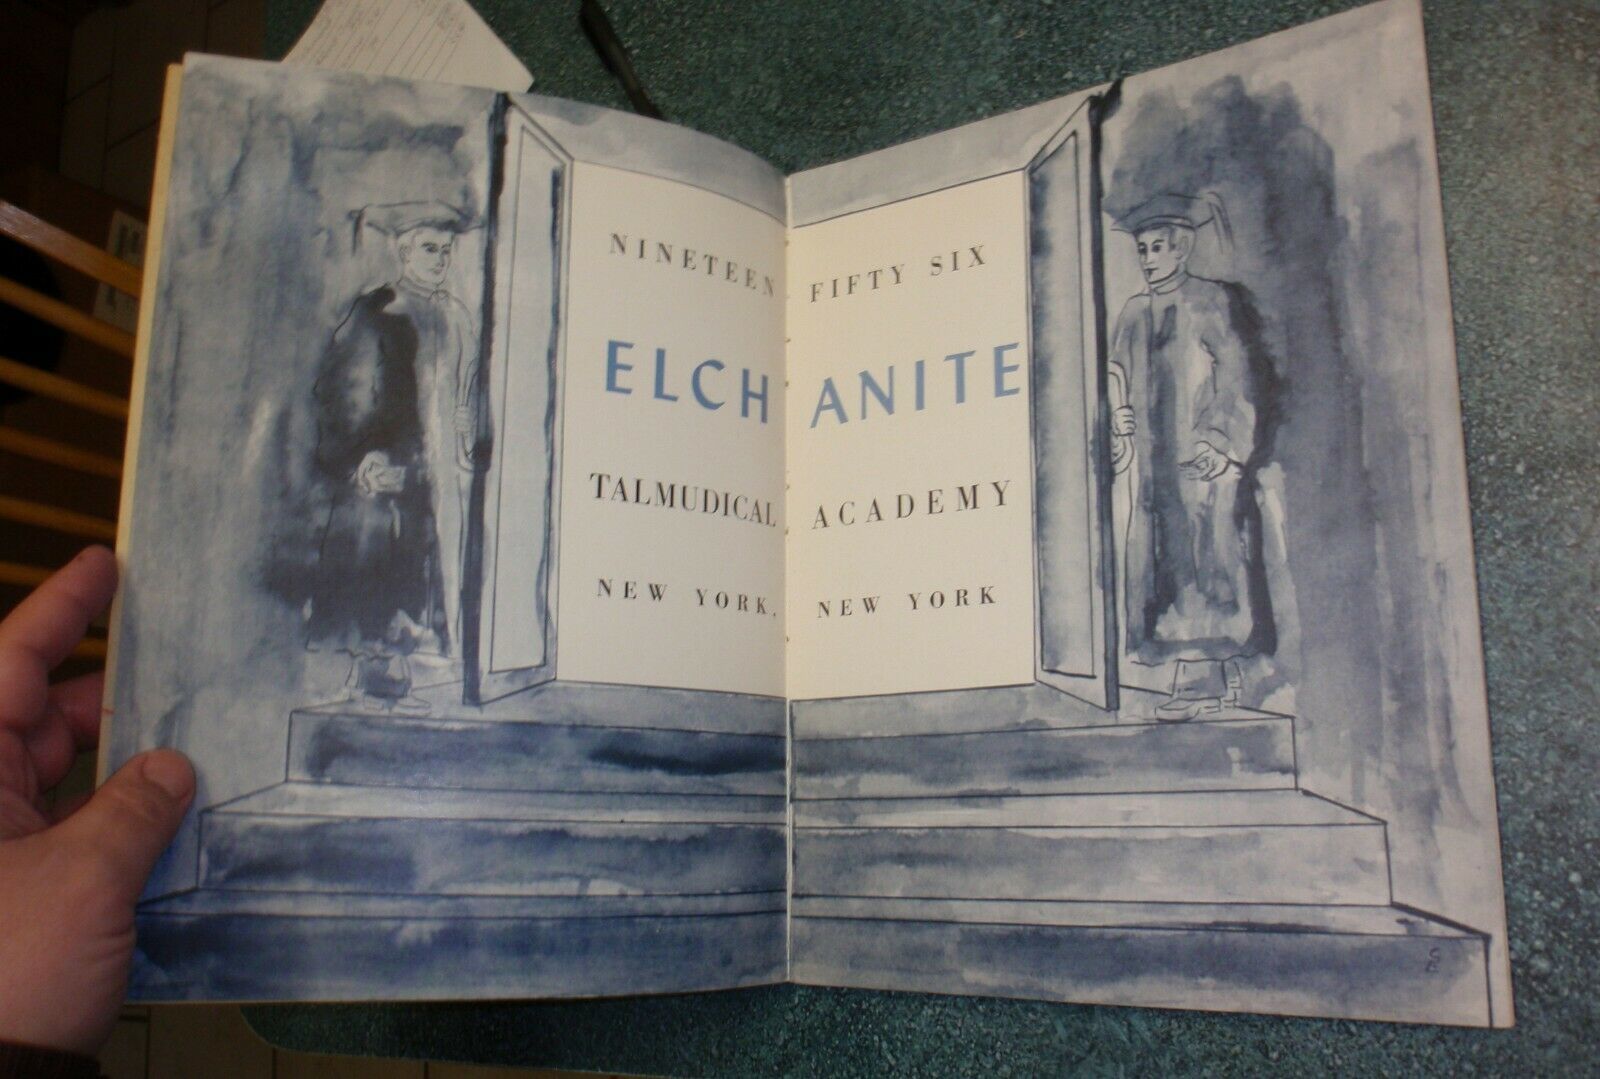 NINETEEN FIFTY SIX
ELCHANITE
TALMUDICAL ACADEMY
NEW YORK, NEW YORK